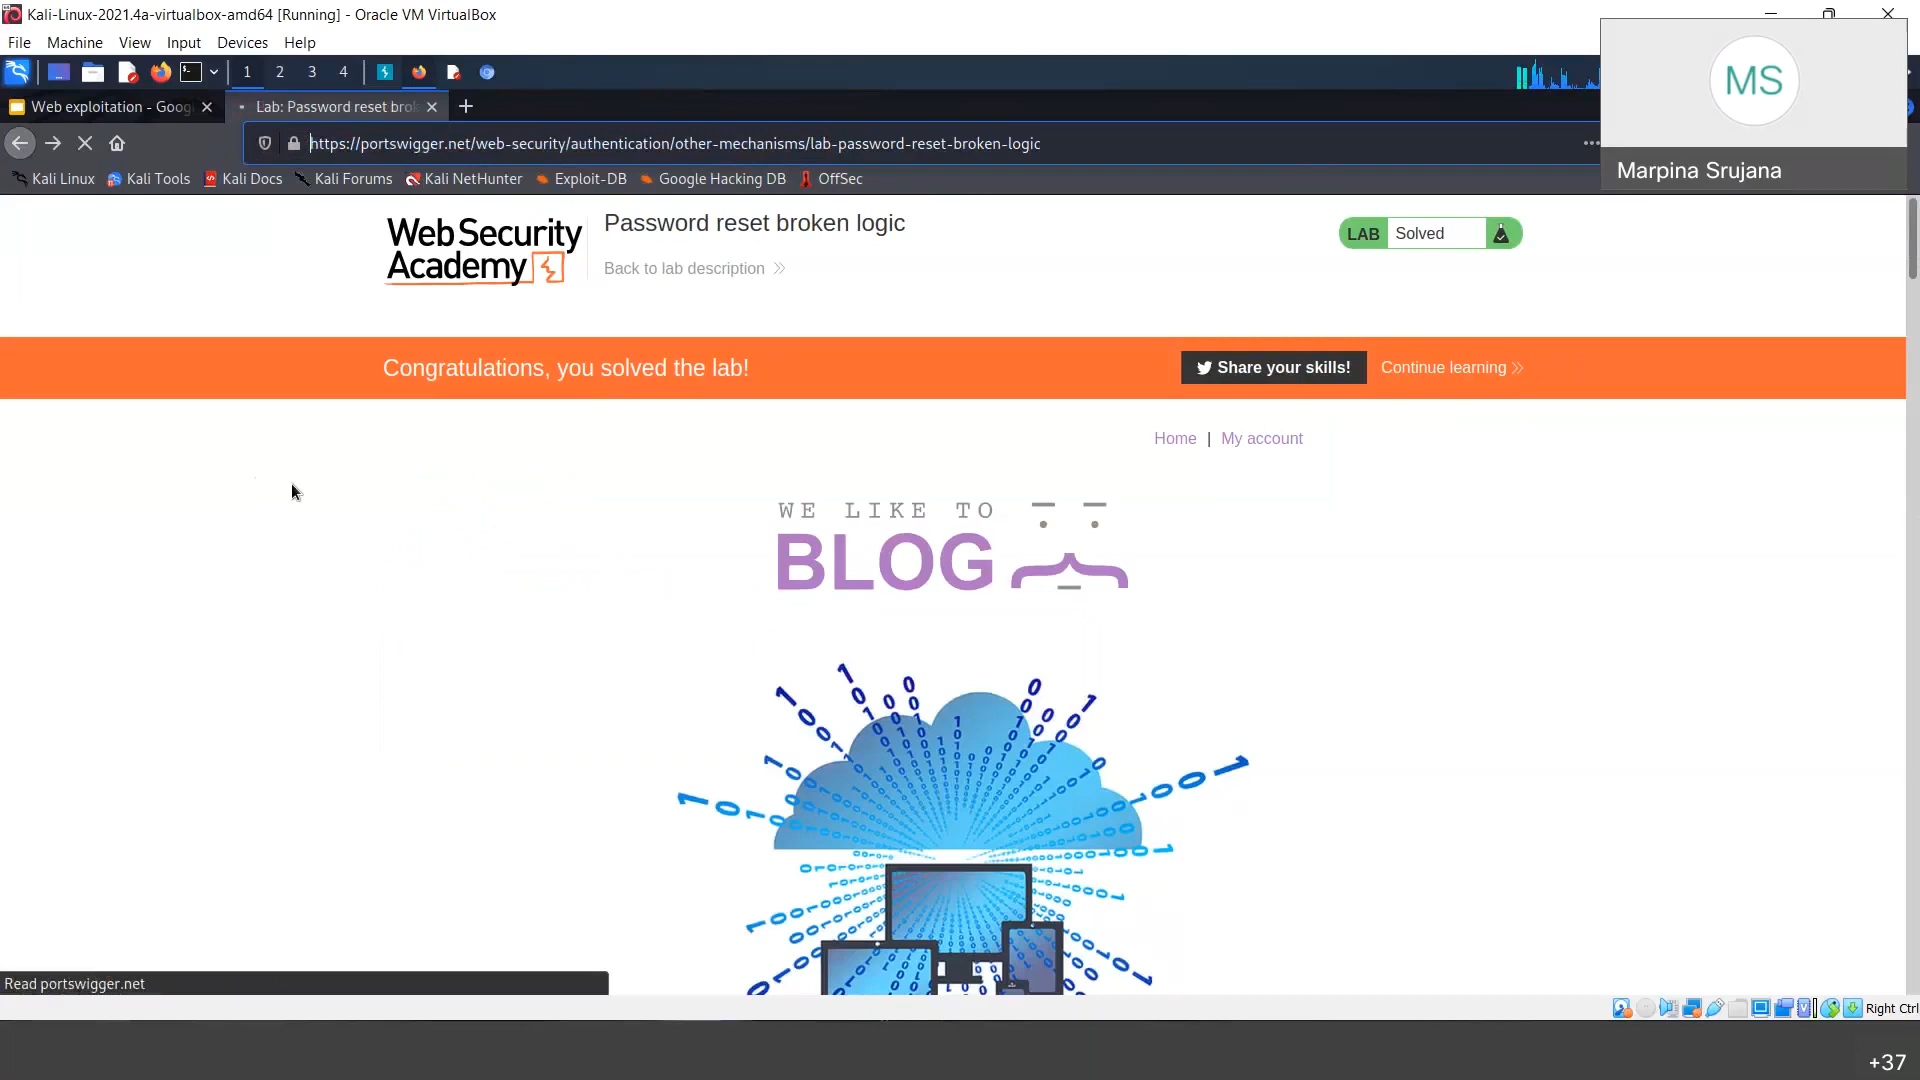 Kali-Linux-2021.4a-virtualbox-amd64 [Running] - Oracle VM VirtualBox
File Machine View Input Devices Help
1 2 3 4
Web exploitation - Goog
Lab: Password reset brok
https://portswigger.net/web-security/authentication/other-mechanisms/lab-password-reset-broken-logic
Kali Linux Kali Tools Kali Docs Kali Forums Kali NetHunter Exploit-DB Google Hacking DB OffSec
MS
Marpina Srujana
Web Security
Academy
Password reset broken logic
Back to lab description
LAB Solved
Congratulations, you solved the lab!
Share your skills!
Continue learning
Home | My account
WE LIKE TO
BLOG
Read portswigger.net
Right Ctrl
+37